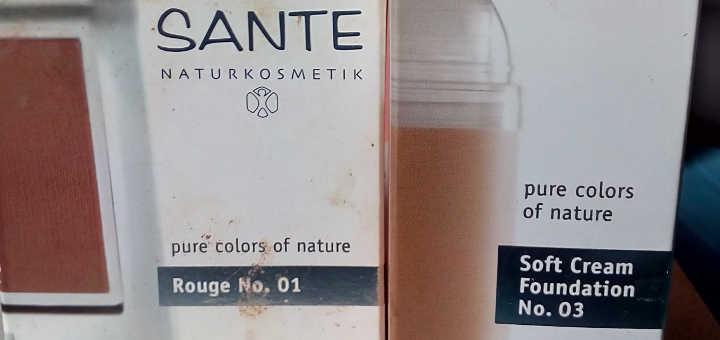 SANTE
NATURKOSMETIK
pure colors of nature
Rouge No. 01
pure colors
of nature
Soft Cream
Foundation
No. 03